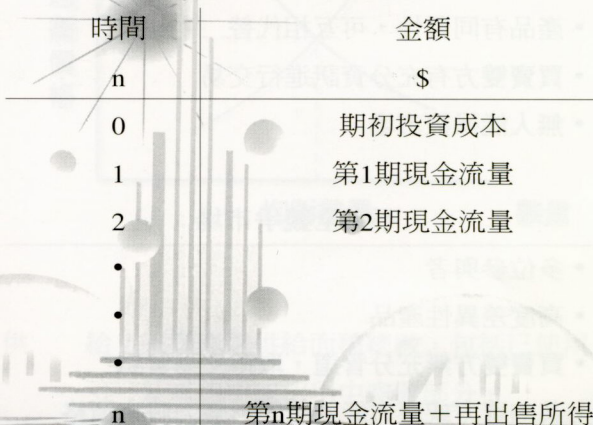 時間 金額
n $
0 期初投資成本
1 第1期現金流量
2 第2期現金流量
•
•
•
n 第n期現金流量＋再出售所得